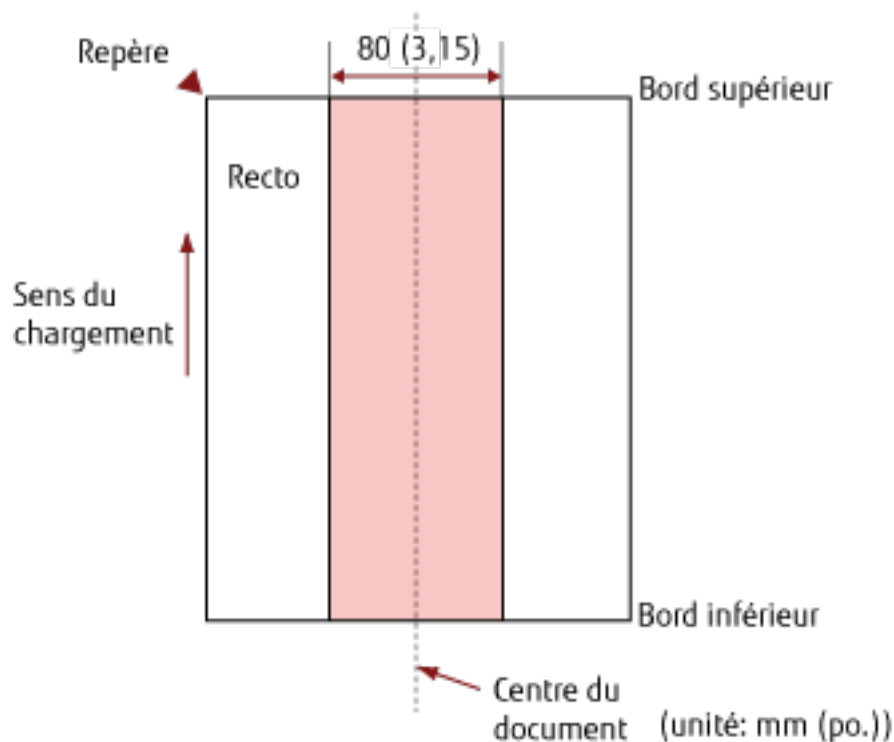 Repère
80 (3,15)
Bord supérieur
Recto
Sens du
chargement
Bord inférieur
Centre du
document
(unité: mm (po.))